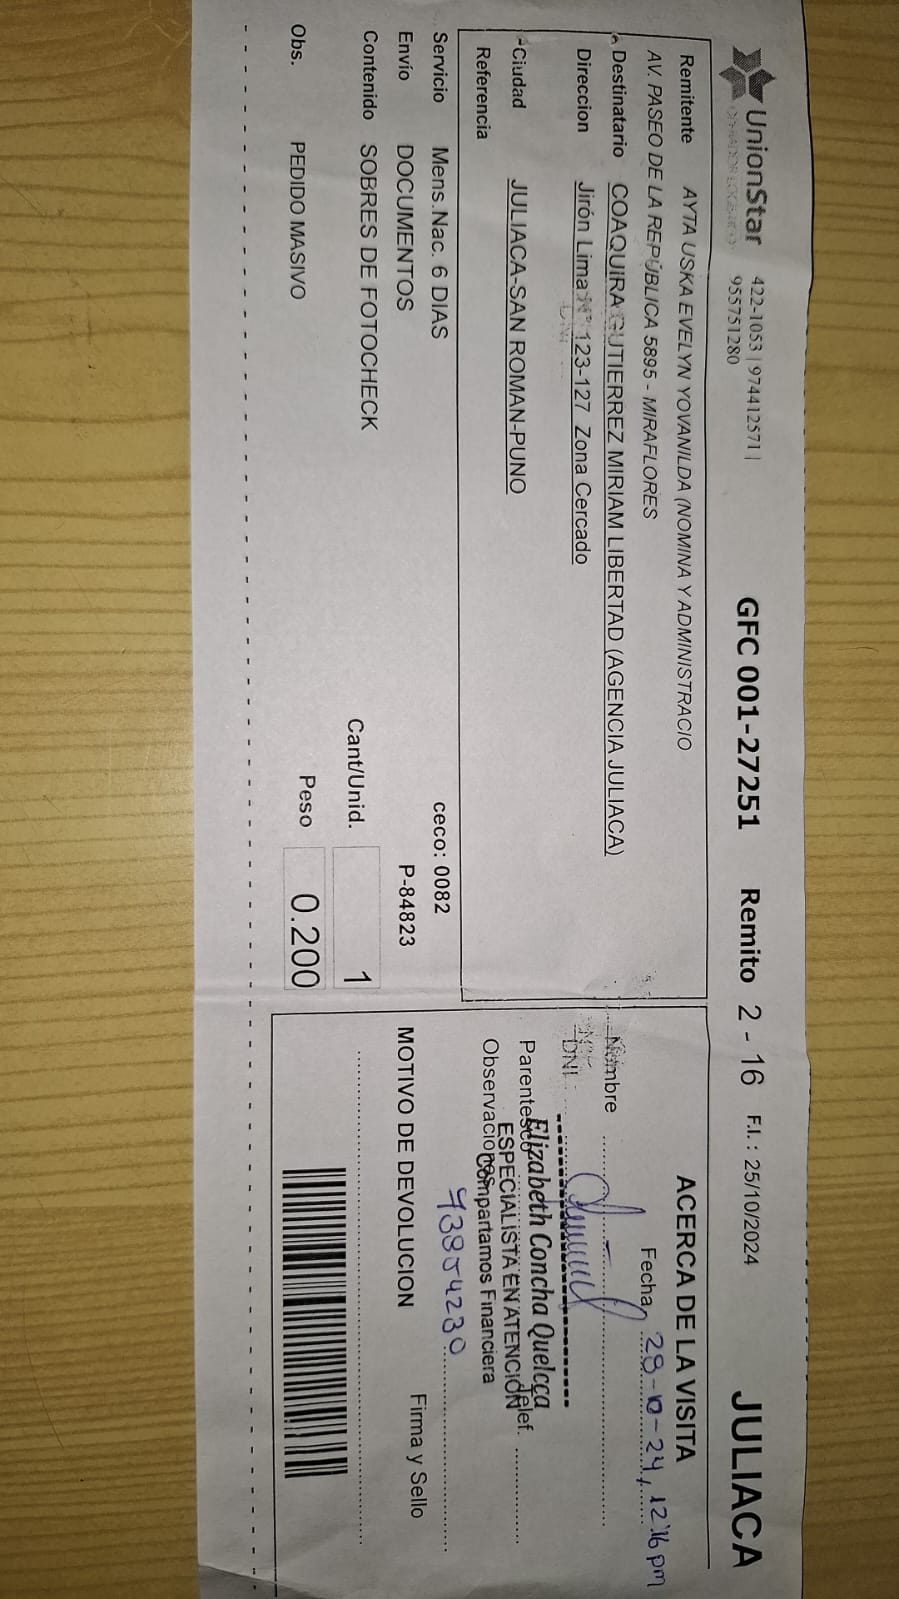 UnionStar
422-1053 | 974412571 |
955751280
GFC 001-27251
Remito 2 - 16
F.I. : 25/10/2024
JULIACA
Remitente AYTA USKA EVELYN YOVANILDA (NOMINA Y ADMINISTRACIO
AV. PASEO DE LA REPÚBLICA 5895 - MIRAFLORES
Destinatario COAQUIRA GUTIERREZ MIRIAM LIBERTAD (AGENCIA JULIACA)
Direccion Jirón Lima N° 123-127 Zona Cercado
Ciudad JULIACA-SAN ROMAN-PUNO
Referencia
Servicio Mens.Nac. 6 DIAS
ceco: 0082
Envío DOCUMENTOS
P-84823
Contenido SOBRES DE FOTOCHECK
Cant/Unid. 1
Obs. PEDIDO MASIVO
Peso 0.200
ACERCA DE LA VISITA
Fecha 28-10-24, 12:16 pm
Nombre
DNI
Elizabeth Concha Quelcca
Parentesco
Telef.
ESPECIALISTA EN ATENCIÓN
Observaciones
Compartamos Financiera
93854230
MOTIVO DE DEVOLUCION
Firma y Sello